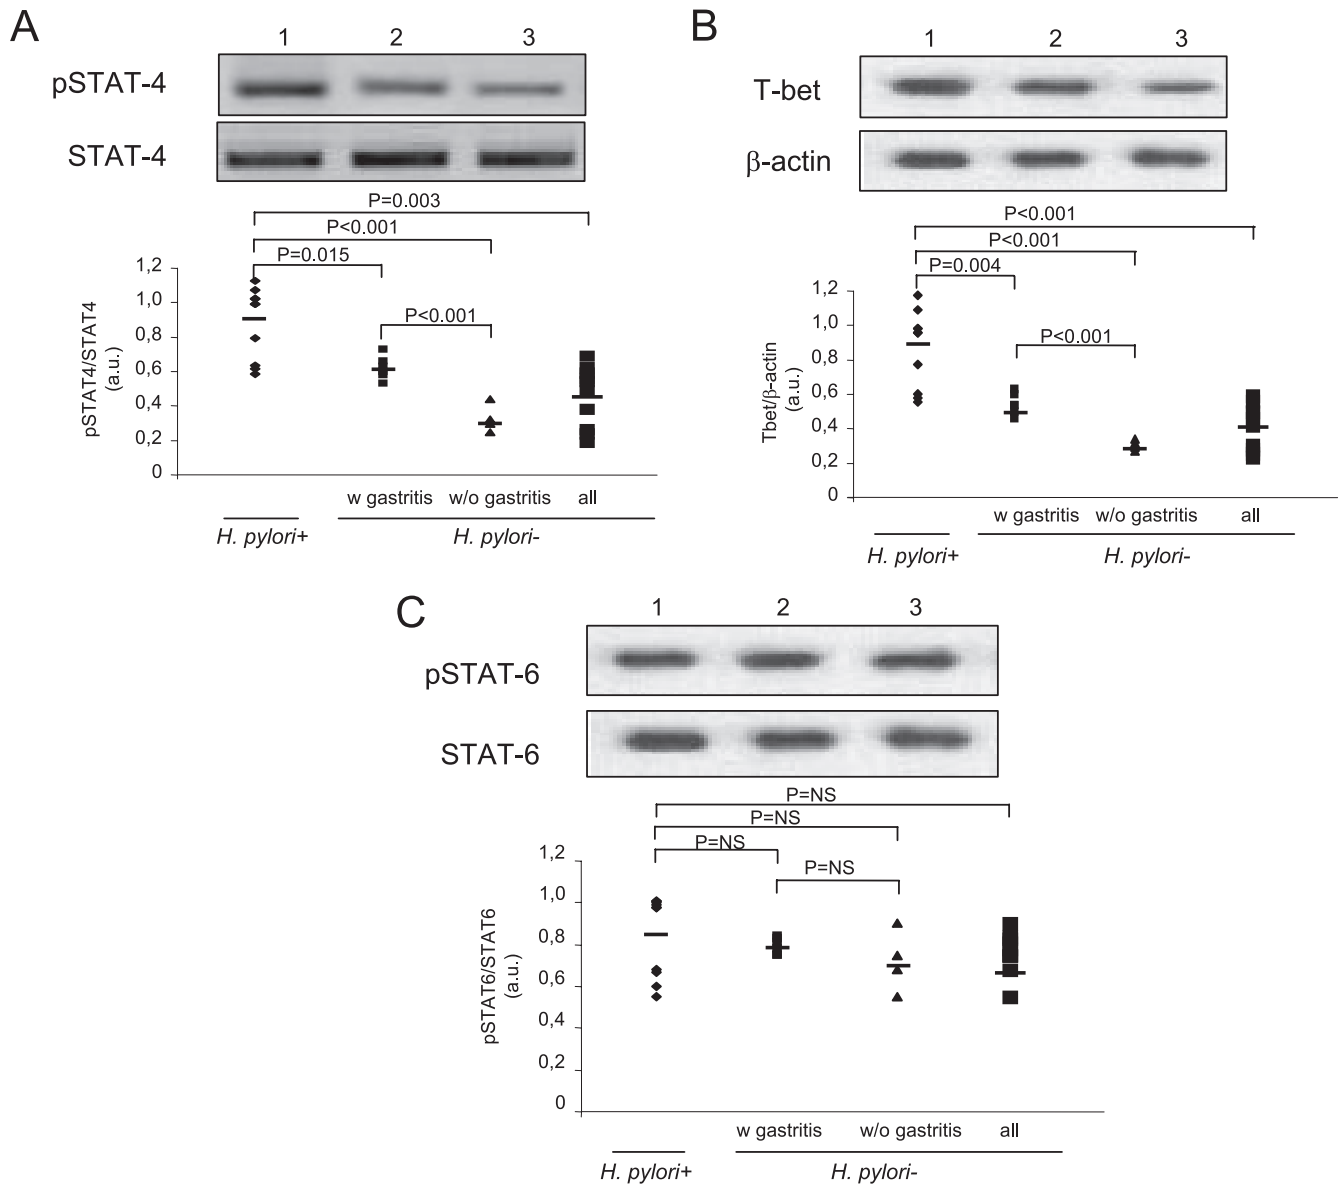 A
1 2 3
pSTAT-4
STAT-4
P=0.003
P<0.001
P=0.015
P<0.001
pSTAT4/STAT4
(a.u.)
1,2
1,0
0,8
0,6
0,4
0,2
0
w gastritis w/o gastritis all
H. pylori+ H. pylori-
B
1 2 3
T-bet
β-actin
P<0.001
P<0.001
P=0.004
P<0.001
Tbet/β-actin
(a.u.)
1,2
1,0
0,8
0,6
0,4
0,2
0
w gastritis w/o gastritis all
H. pylori+ H. pylori-
C
1 2 3
pSTAT-6
STAT-6
P=NS
P=NS
P=NS
P=NS
pSTAT6/STAT6
(a.u.)
1,2
1,0
0,8
0,6
0,4
0,2
0
w gastritis w/o gastritis all
H. pylori+ H. pylori-